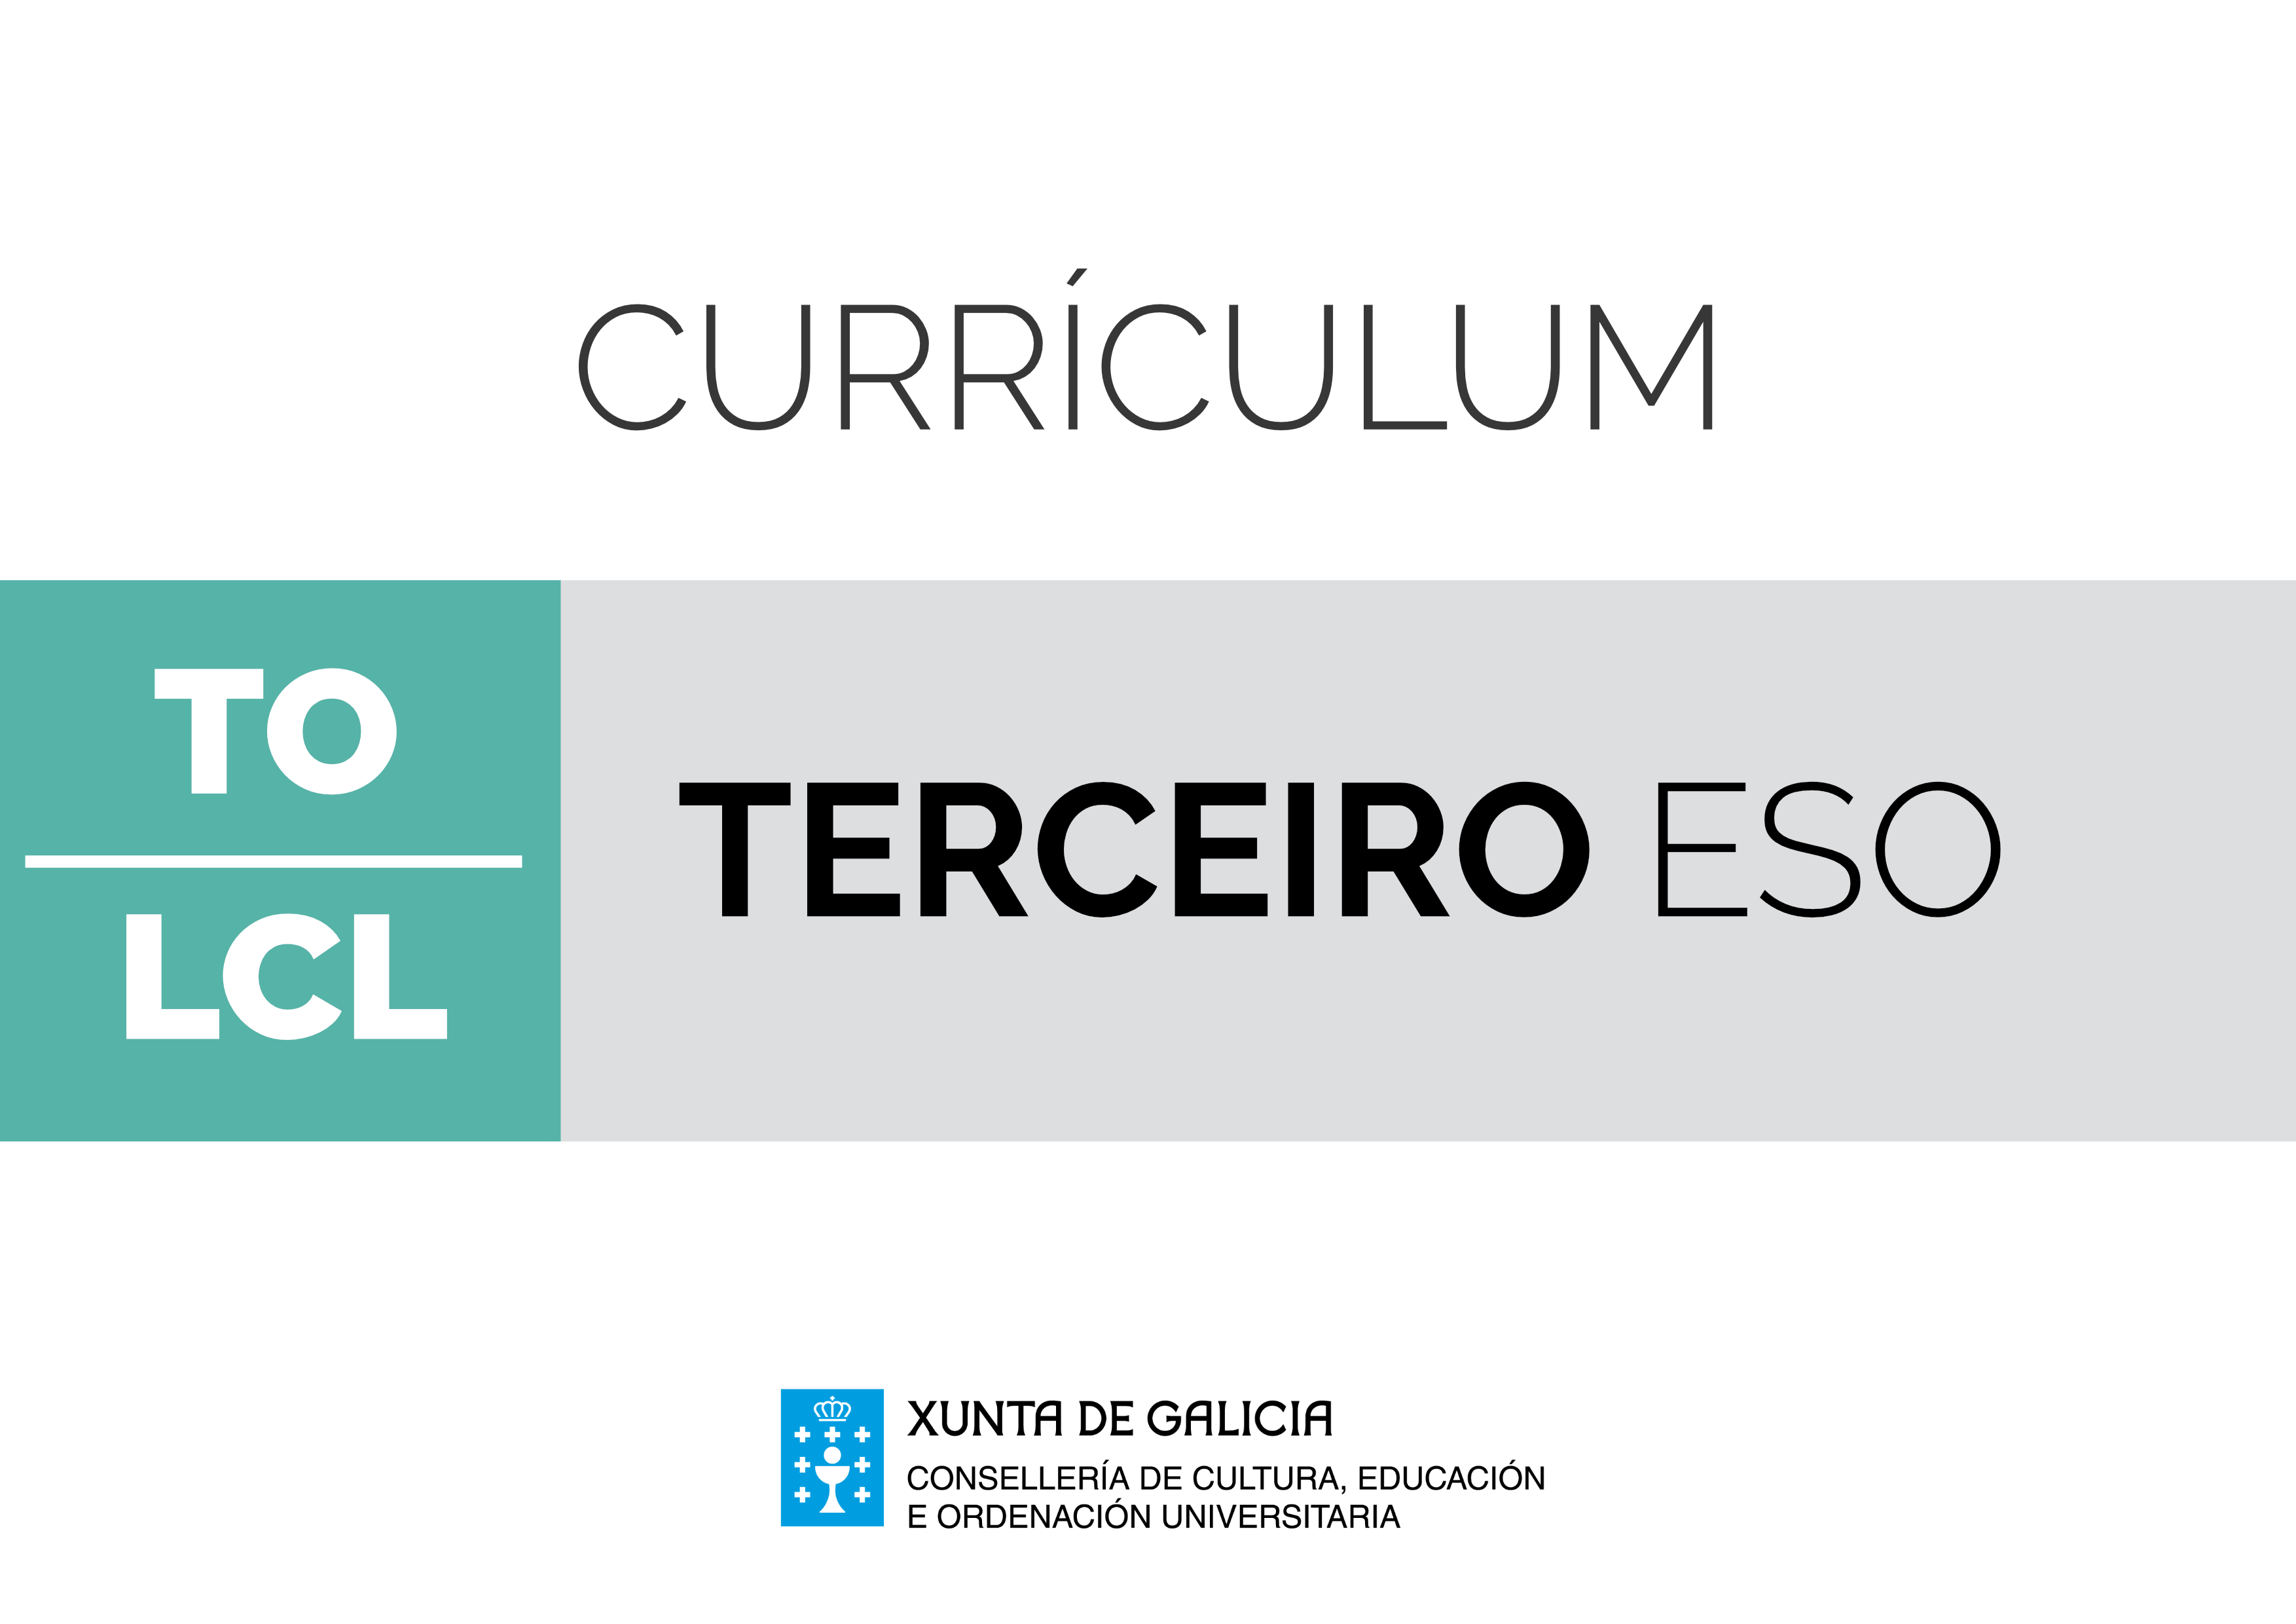 CURRÍCULUM
TO
LCL
TERCEIRO ESO
XUNTA DE GALICIA
CONSELLERÍA DE CULTURA, EDUCACIÓN
E ORDENACIÓN UNIVERSITARIA